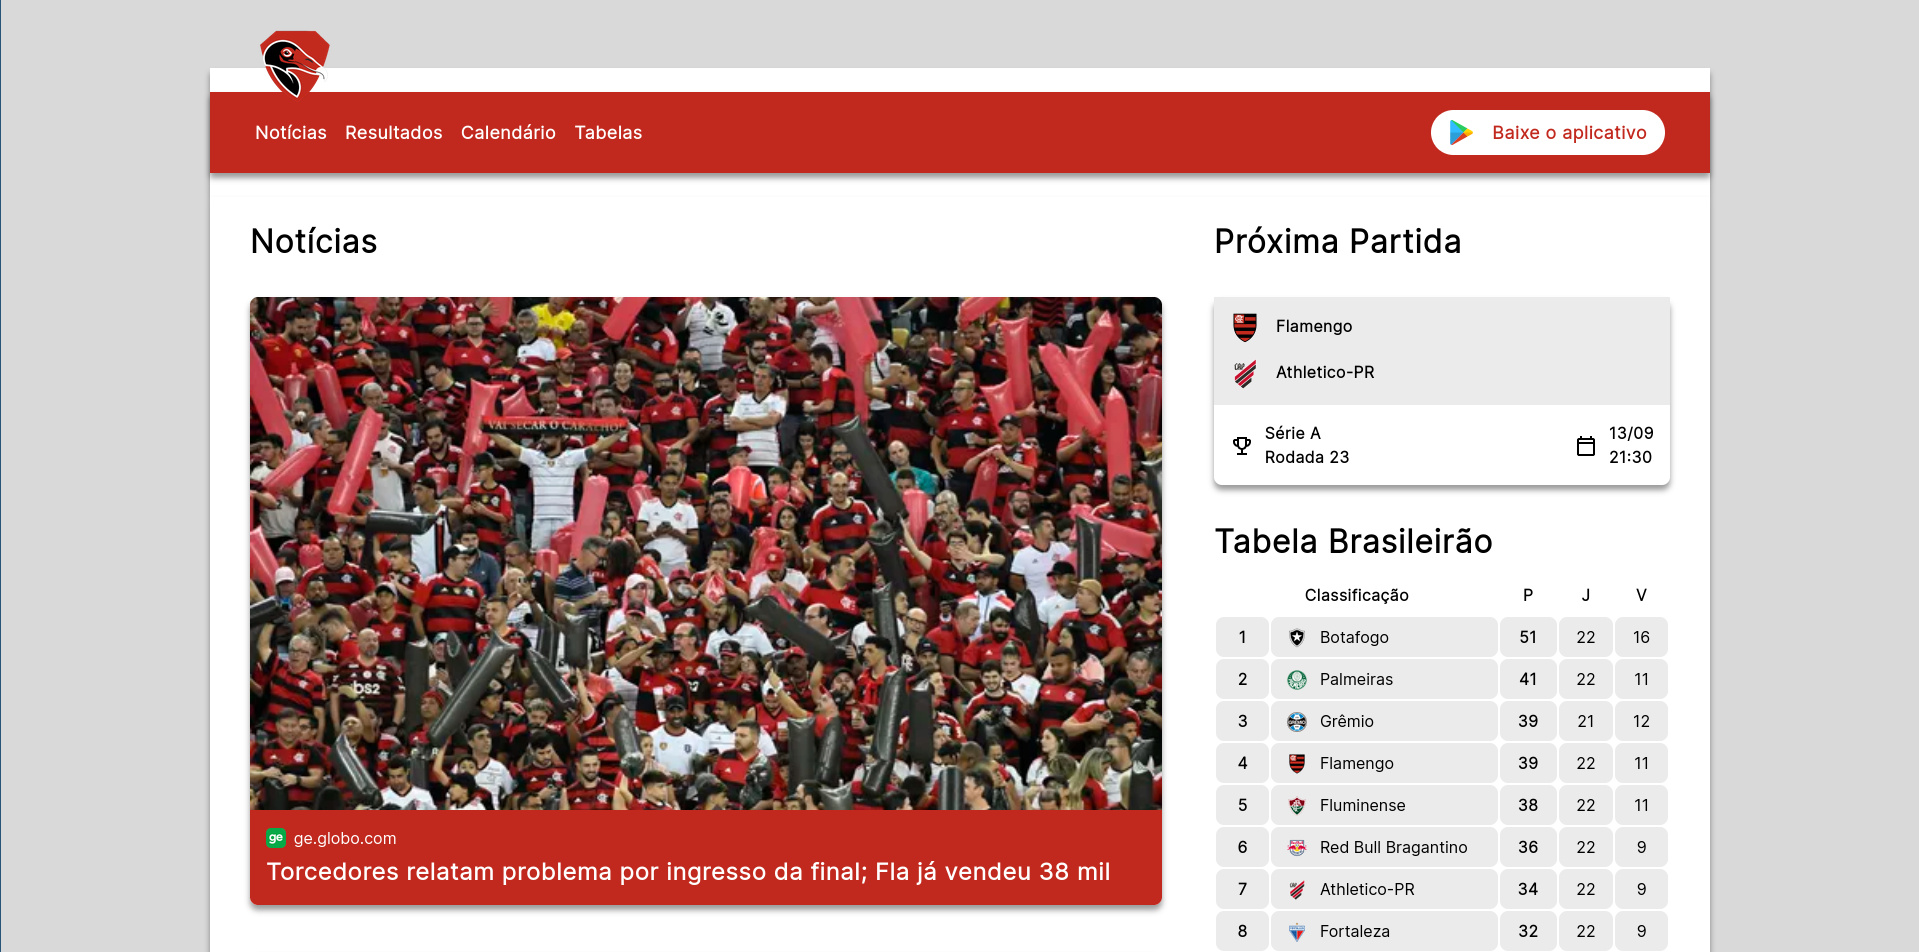 Notícias Resultados Calendário Tabelas
Baixe o aplicativo
Notícias
VAI SECAR O CARALHO!
ge ge.globo.com
Torcedores relatam problema por ingresso da final; Fla já vendeu 38 mil
Próxima Partida
Flamengo
Athletico-PR
Série A
Rodada 23
13/09
21:30
Tabela Brasileirão
Classificação P J V
1 Botafogo 51 22 16
2 Palmeiras 41 22 11
3 Grêmio 39 21 12
4 Flamengo 39 22 11
5 Fluminense 38 22 11
6 Red Bull Bragantino 36 22 9
7 Athletico-PR 34 22 9
8 Fortaleza 32 22 9